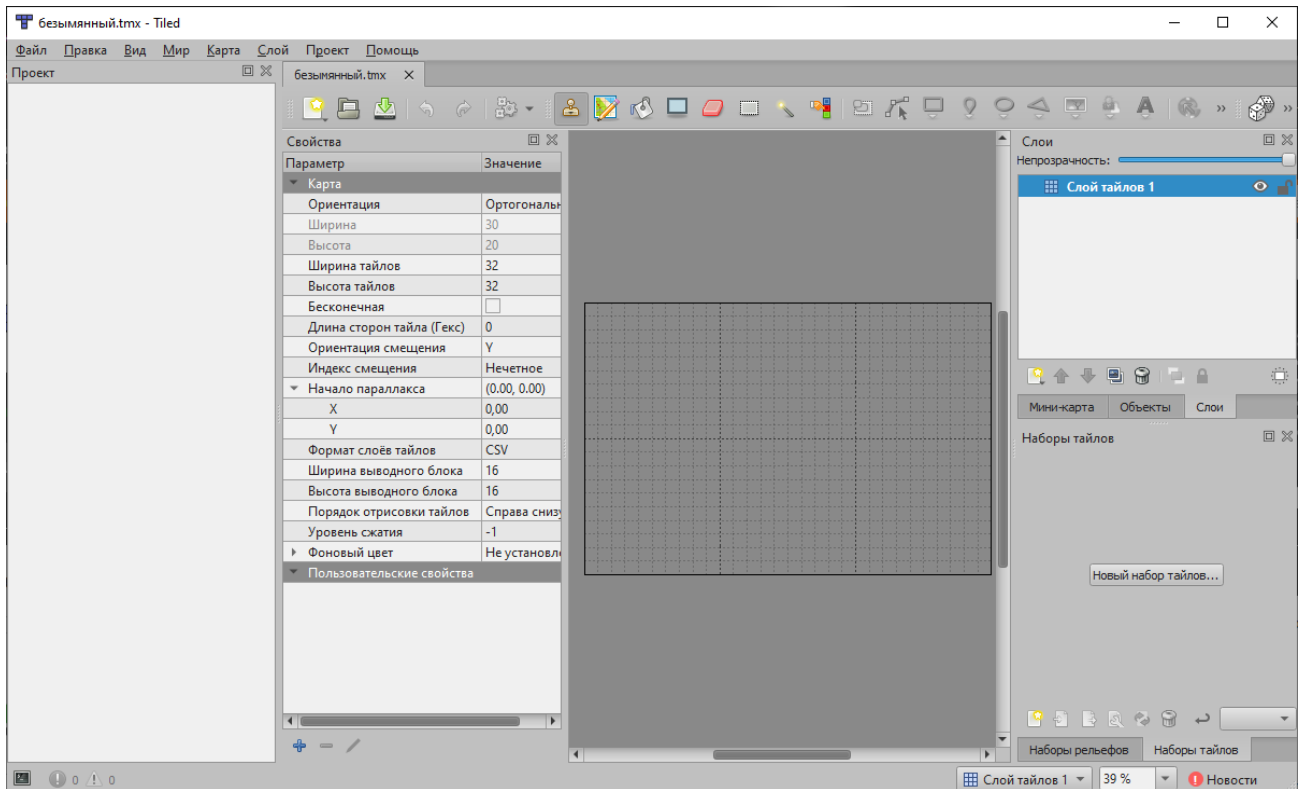 безымянный.tmx - Tiled
Файл Правка Вид Мир Карта Слой Проект Помощь
Проект
безымянный.tmx
Свойства
Параметр Значение
Карта
Ориентация Ортогональн
Ширина 30
Высота 20
Ширина тайлов 32
Высота тайлов 32
Бесконечная
Длина сторон тайла (Гекс) 0
Ориентация смещения Y
Индекс смещения Нечетное
Начало параллакса (0.00, 0.00)
X 0,00
Y 0,00
Формат слоёв тайлов CSV
Ширина выводного блока 16
Высота выводного блока 16
Порядок отрисовки тайлов Справа снизу
Уровень сжатия -1
Фоновый цвет Не установле
Пользовательские свойства
Слои
Непрозрачность:
Слой тайлов 1
Мини-карта Объекты Слои
Наборы тайлов
Новый набор тайлов...
Наборы рельефов Наборы тайлов
0 0
Слой тайлов 1 39 % Новости